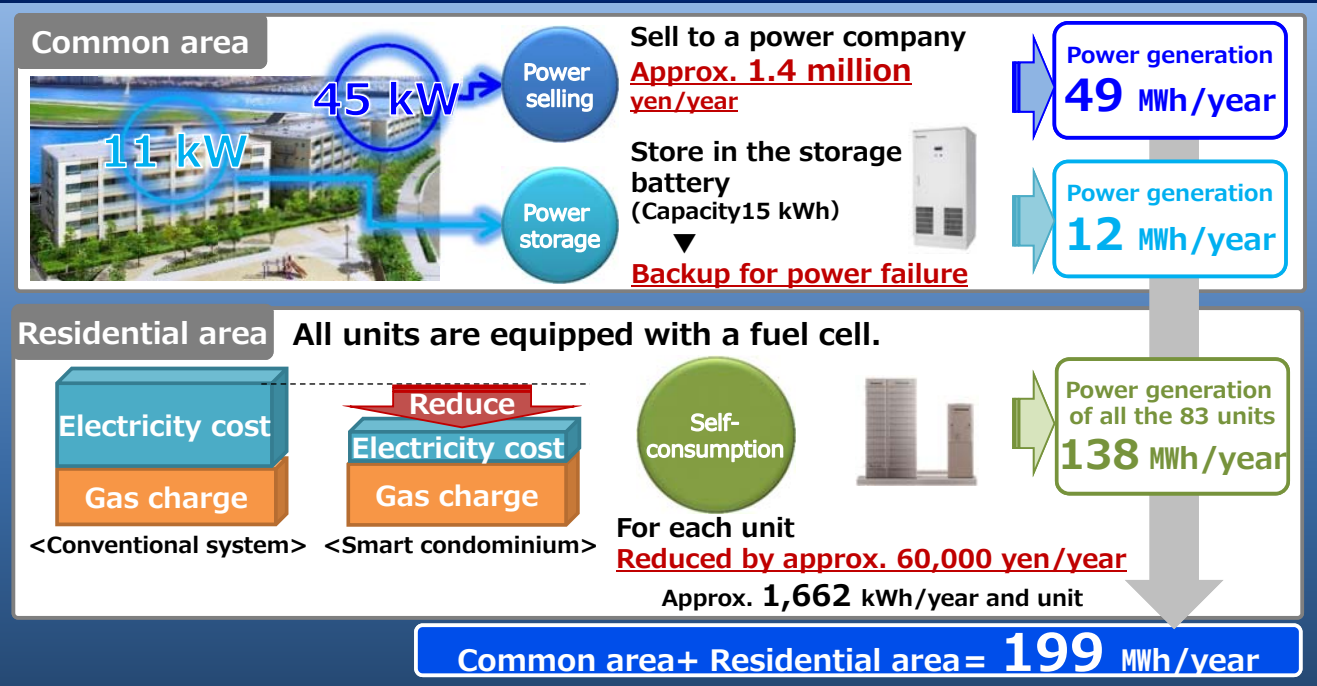 Common area
45 kW
11 kW
Power
selling
Sell to a power company
Approx. 1.4 million
yen/year
Power generation
49 MWh/year
Power
storage
Store in the storage
battery
(Capacity15 kWh)
▼
Backup for power failure
Power generation
12 MWh/year
Residential area
All units are equipped with a fuel cell.
Electricity cost
Gas charge
<Conventional system>
Reduce
Electricity cost
Gas charge
<Smart condominium>
Self-
consumption
For each unit
Reduced by approx. 60,000 yen/year
Approx. 1,662 kWh/year and unit
Power generation
of all the 83 units
138 MWh/year
Common area+ Residential area= 199 MWh/year